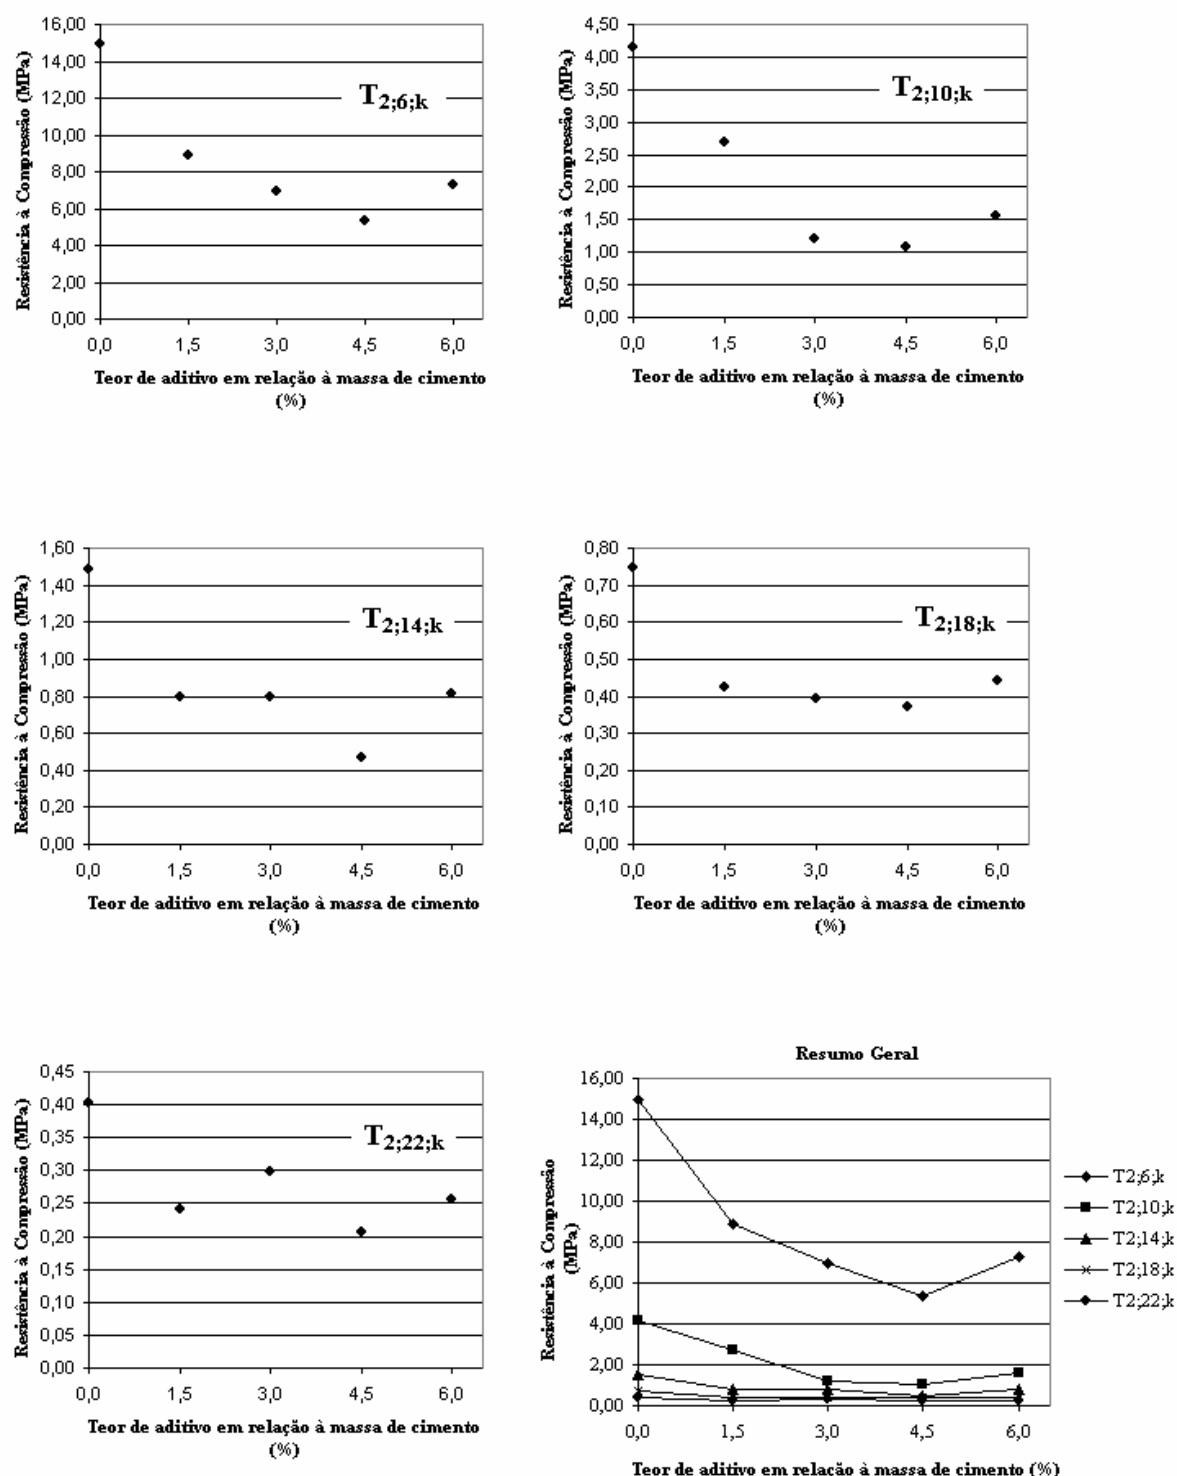 16,00
14,00
12,00
10,00
8,00
6,00
4,00
2,00
0,00
Resistência à Compressão (MPa)
T2;6;k
0,0 1,5 3,0 4,5 6,0
Teor de aditivo em relação à massa de cimento
(%)
4,50
4,00
3,50
3,00
2,50
2,00
1,50
1,00
0,50
0,00
Resistência à Compressão (MPa)
T2;10;k
0,0 1,5 3,0 4,5 6,0
Teor de aditivo em relação à massa de cimento
(%)
1,60
1,40
1,20
1,00
0,80
0,60
0,40
0,20
0,00
Resistência à Compressão (MPa)
T2;14;k
0,0 1,5 3,0 4,5 6,0
Teor de aditivo em relação à massa de cimento
(%)
0,80
0,70
0,60
0,50
0,40
0,30
0,20
0,10
0,00
Resistência à Compressão (MPa)
T2;18;k
0,0 1,5 3,0 4,5 6,0
Teor de aditivo em relação à massa de cimento
(%)
0,45
0,40
0,35
0,30
0,25
0,20
0,15
0,10
0,05
0,00
Resistência à Compressão (MPa)
T2;22;k
0,0 1,5 3,0 4,5 6,0
Teor de aditivo em relação à massa de cimento
(%)
Resumo Geral
16,00
14,00
12,00
10,00
8,00
6,00
4,00
2,00
0,00
Resistência à Compressão
(MPa)
0,0 1,5 3,0 4,5 6,0
Teor de aditivo em relação à massa de cimento (%)
T2;6;k
T2;10;k
T2;14;k
T2;18;k
T2;22;k